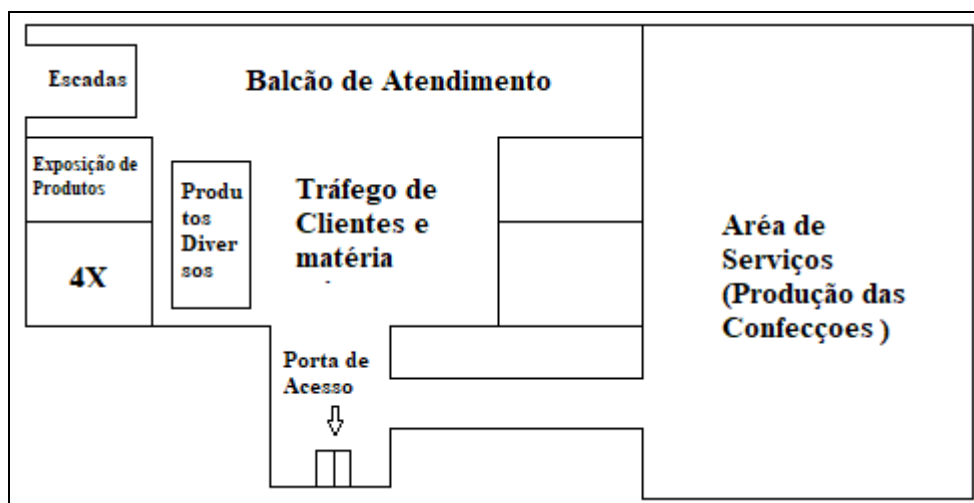 Escadas
Balcão de Atendimento
Exposição de
Produtos
4X
Produ
tos
Diver
sos
Tráfego de
Clientes e
matéria
Porta de
Acesso
Aréa de
Serviços
(Produção das
Confecçoes )